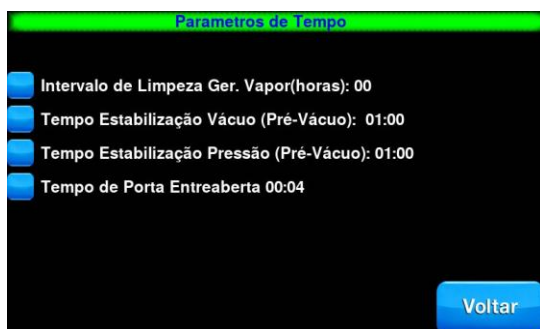 Parametros de Tempo
Intervalo de Limpeza Ger. Vapor(horas): 00
Tempo Estabilização Vácuo (Pré-Vácuo): 01:00
Tempo Estabilização Pressão (Pré-Vácuo): 01:00
Tempo de Porta Entreaberta 00:04
Voltar